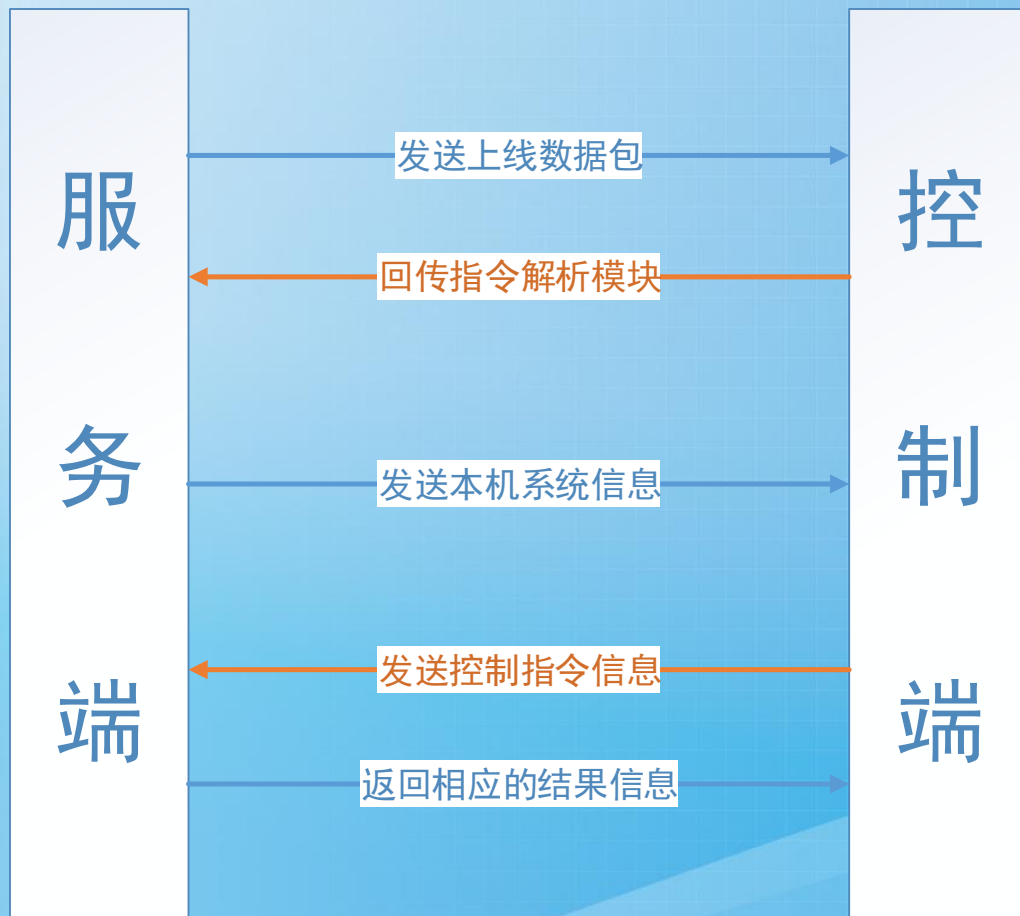 服务端
发送上线数据包
回传指令解析模块
发送本机系统信息
发送控制指令信息
返回相应的结果信息
控制端